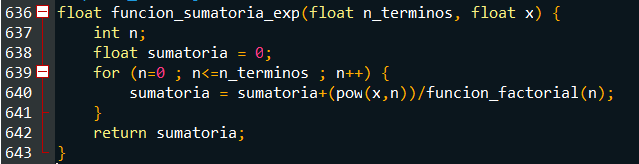 636 float funcion_sumatoria_exp(float n_terminos, float x) {
637 int n;
638 float sumatoria = 0;
639 for (n=0 ; n<=n_terminos ; n++) {
640 sumatoria = sumatoria+(pow(x,n))/funcion_factorial(n);
641 }
642 return sumatoria;
643 }